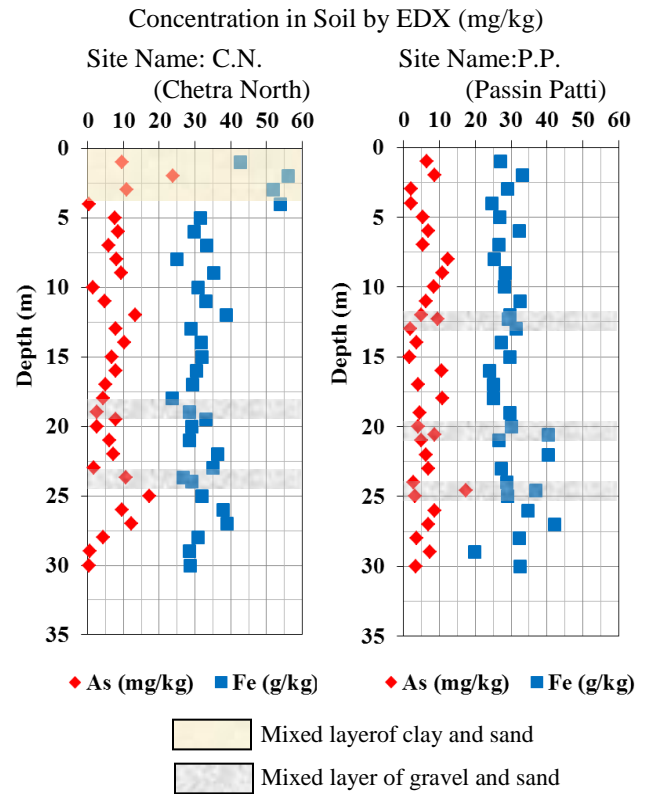 Concentration in Soil by EDX (mg/kg)
Site Name: C.N.
(Chetra North)
Site Name:P.P.
(Passin Patti)
0 10 20 30 40 50 60
0 10 20 30 40 50 60
0
5
10
15
20
25
30
35
Depth (m)
0
5
10
15
20
25
30
35
Depth (m)
As (mg/kg) Fe (g/kg)
As (mg/kg) Fe (g/kg)
Mixed layerof clay and sand
Mixed layer of gravel and sand